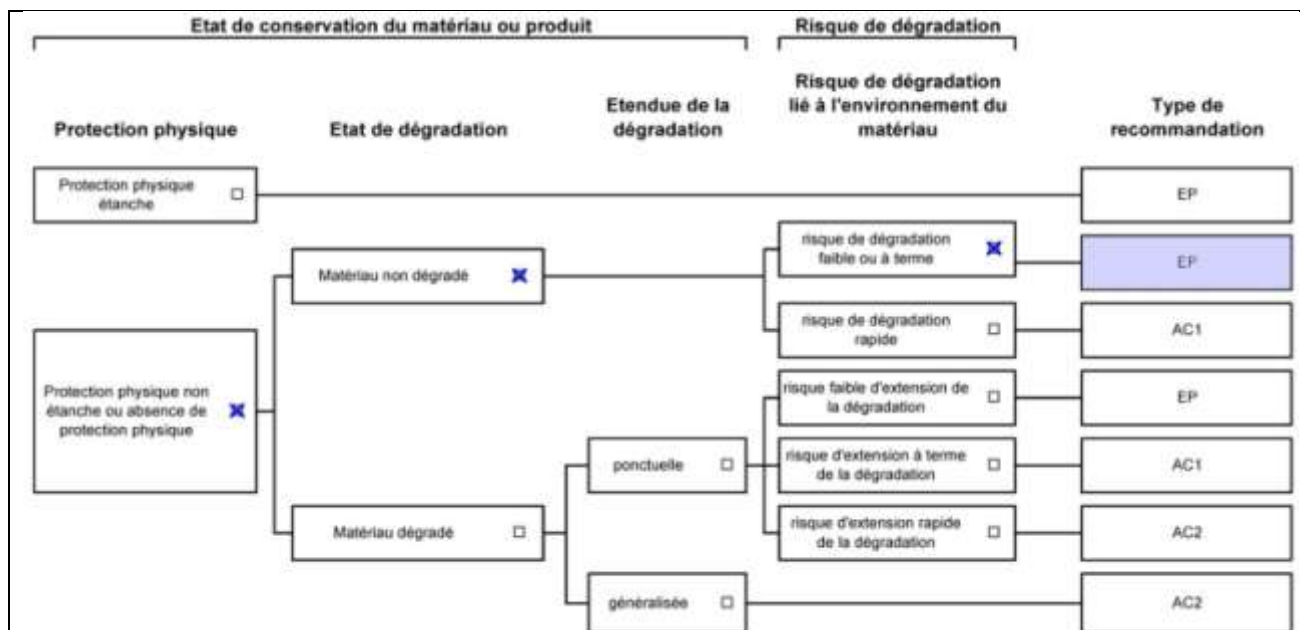 Etat de conservation du matériau ou produit
Risque de dégradation
Protection physique
Etat de dégradation
Etendue de la
dégradation
Risque de dégradation
lié à l'environnement du
matériau
Type de
recommandation
Protection physique
étanche
EP
Protection physique non
étanche ou absence de
protection physique
Matériau non dégradé
risque de dégradation
faible ou à terme
EP
risque de dégradation
rapide
AC1
Matériau dégradé
ponctuelle
risque faible d'extension de
la dégradation
EP
risque d'extension à terme
de la dégradation
AC1
risque d'extension rapide
de la dégradation
AC2
généralisée
AC2